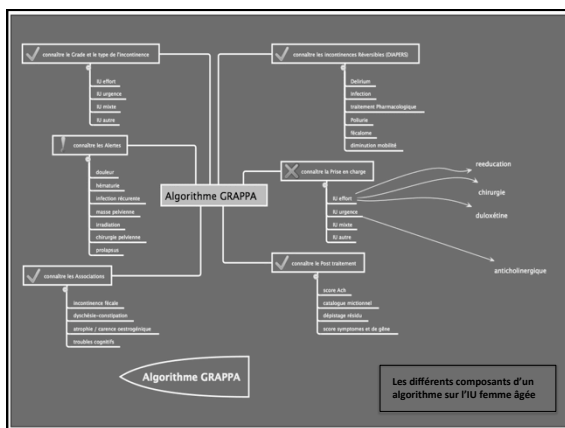 connaître le Grade et le type de l'incontinence
IU effort
IU urgence
IU mixte
IU autre
connaître les Alertes
douleur
hématurie
infection récurente
masse pelvienne
irradiation
chirurgie pelvienne
prolapsus
connaître les Associations
incontinence fécale
dyschésie-constipation
atrophie / carence oestrogénique
troubles cognitifs
Algorithme GRAPPA
connaître les incontinences Réversibles (DIAPERS)
Delirium
Infection
traitement Pharmacologique
Poliurie
fécalome
diminution mobilité
connaître la Prise en charge
IU effort
IU urgence
IU mixte
IU autre
reeducation
chirurgie
duloxétine
anticholinergique
connaître le Post traitement
score Ach
catalogue mictionnel
dépistage résidu
score symptomes et de gêne
Algorithme GRAPPA
Les différents composants d'un
algorithme sur l'IU femme âgée